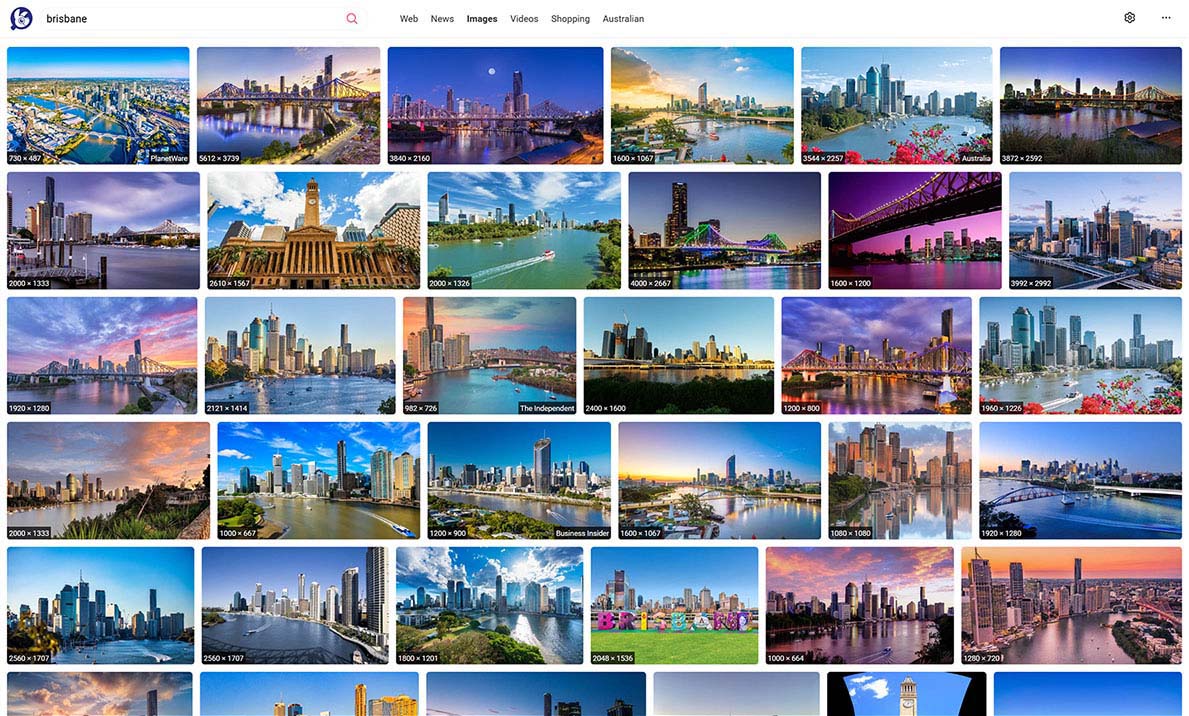 brisbane
Web News Images Videos Shopping Australian
730 × 487 PlanetWare
5612 × 3739
3840 × 2160
1600 × 1067
3544 × 2257 Australia
3872 × 2592
2000 × 1333
2610 × 1567
2000 × 1326
4000 × 2667
1600 × 1200
3992 × 2992
1920 × 1280
2121 × 1414
982 × 726 The Independent
2400 × 1600
1200 × 800
1960 × 1226
2000 × 1333
1000 × 667
1200 × 900 Business Insider
1600 × 1067
1080 × 1080
1920 × 1280
2560 × 1707
2560 × 1707
1800 × 1201
BRISBANE
2048 × 1536
1000 × 664
1280 × 720